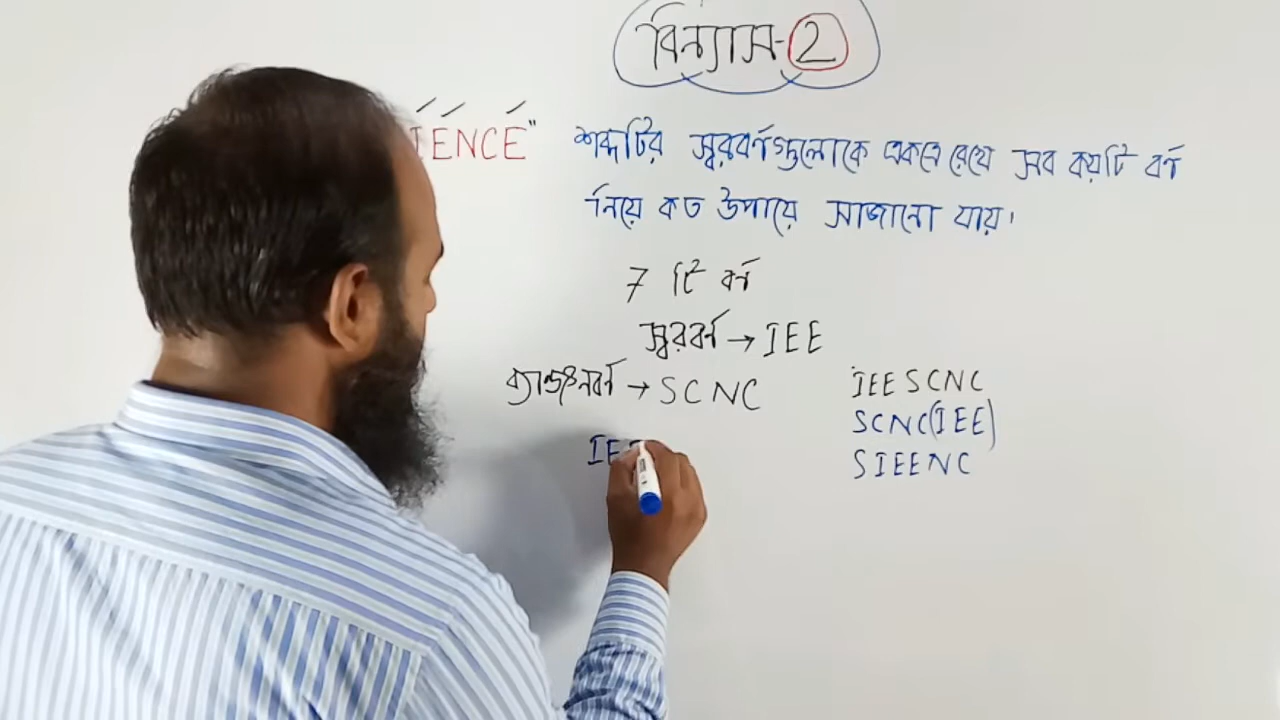 বিন্যাস-2
IENCE" শব্দটির স্বরবর্ণগুলোকে একত্রে রেখে সব কয়টি বর্ণ
নিয়ে কত উপায়ে সাজানো যায়।
7 টি বর্ণ
স্বরবর্ণ → IEE
ব্যাঞ্জনবর্ণ → SCNC
IEESCNC
SCNC(IEE)
SIEENC
IE